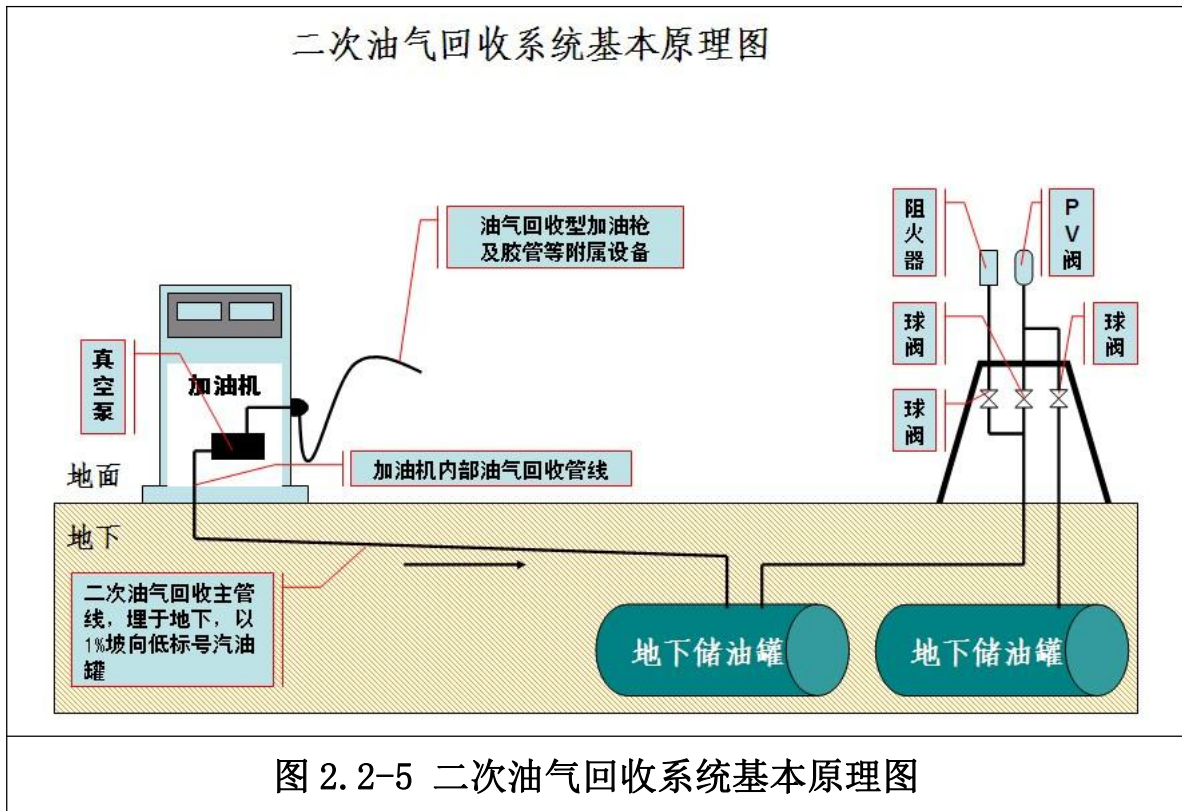 二次油气回收系统基本原理图
油气回收型加油枪
及胶管等附属设备
阻火器
PV阀
真空泵
加油机
球阀
球阀
球阀
地面
加油机内部油气回收管线
地下
二次油气回收主管
线，埋于地下，以
1%坡向低标号汽油
罐
地下储油罐
地下储油罐
图 2.2-5 二次油气回收系统基本原理图